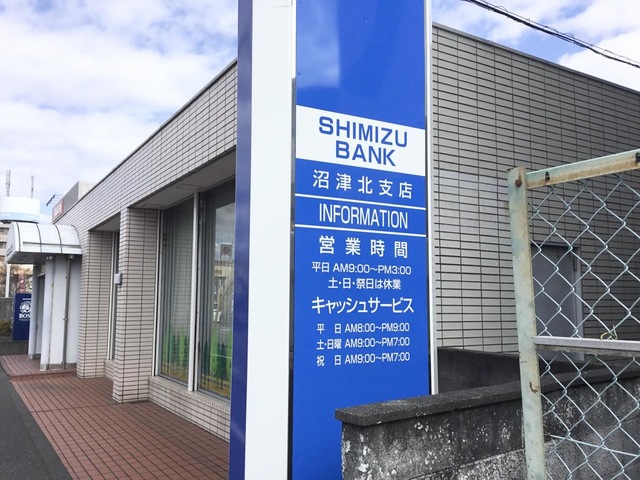 SHIMIZU
BANK
沼津北支店
INFORMATION
営業時間
平日 AM9:00～PM3:00
土・日・祭日は休業
キャッシュサービス
平　日 AM8:00～PM9:00
土・日曜 AM9:00～PM7:00
祝　日 AM9:00～PM7:00
BOSS